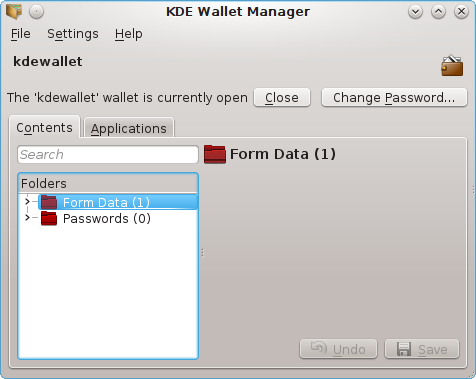 KDE Wallet Manager
File Settings Help
kdewallet
The 'kdewallet' wallet is currently open Close Change Password...
Contents Applications
Search Form Data (1)
Folders
Form Data (1)
Passwords (0)
Undo Save